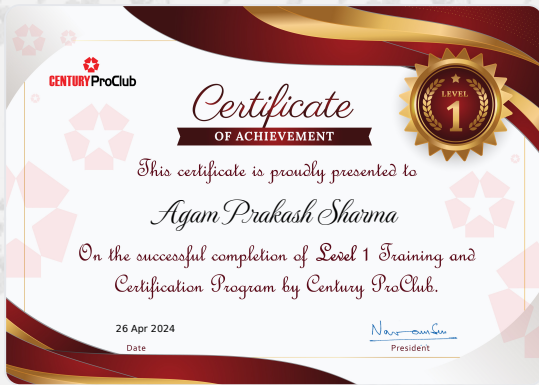 CENTURY ProClub
Certificate
OF ACHIEVEMENT
LEVEL
1
This certificate is proudly presented to
Agam Prakash Sharma
On the successful completion of Level 1 Training and
Certification Program by Century ProClub.
26 Apr 2024
Date
President